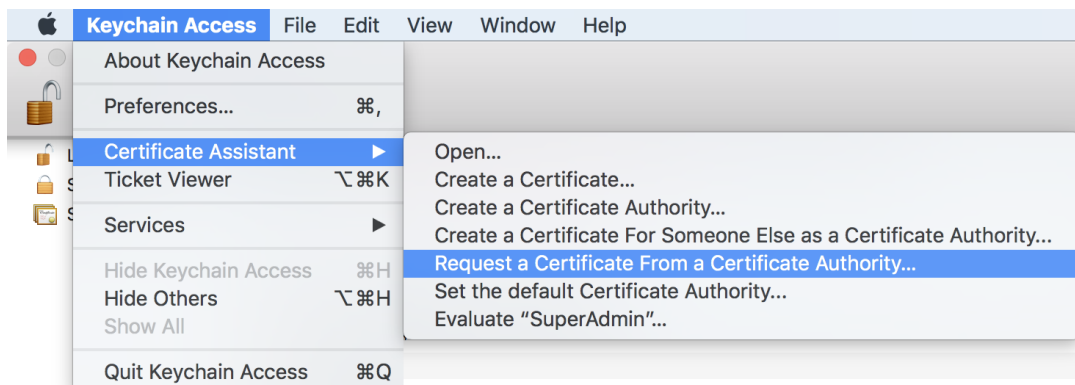 Keychain Access File Edit View Window Help
About Keychain Access
Preferences... ⌘,
Certificate Assistant ▶
Ticket Viewer ⌥⌘K
Services ▶
Hide Keychain Access ⌘H
Hide Others ⌥⌘H
Show All
Quit Keychain Access ⌘Q
Open...
Create a Certificate...
Create a Certificate Authority...
Create a Certificate For Someone Else as a Certificate Authority...
Request a Certificate From a Certificate Authority...
Set the default Certificate Authority...
Evaluate “SuperAdmin”...